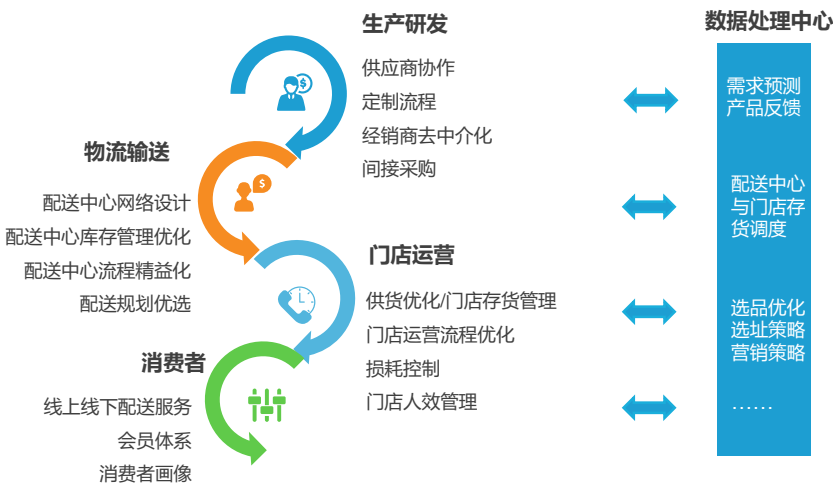 生产研发
供应商协作
定制流程
经销商去中介化
间接采购
物流输送
配送中心网络设计
配送中心库存管理优化
配送中心流程精益化
配送规划优选
门店运营
供货优化/门店存货管理
门店运营流程优化
损耗控制
门店人效管理
消费者
线上线下配送服务
会员体系
消费者画像
数据处理中心
需求预测
产品反馈
配送中心
与门店存
货调度
选品优化
选址策略
营销策略
……
$
$